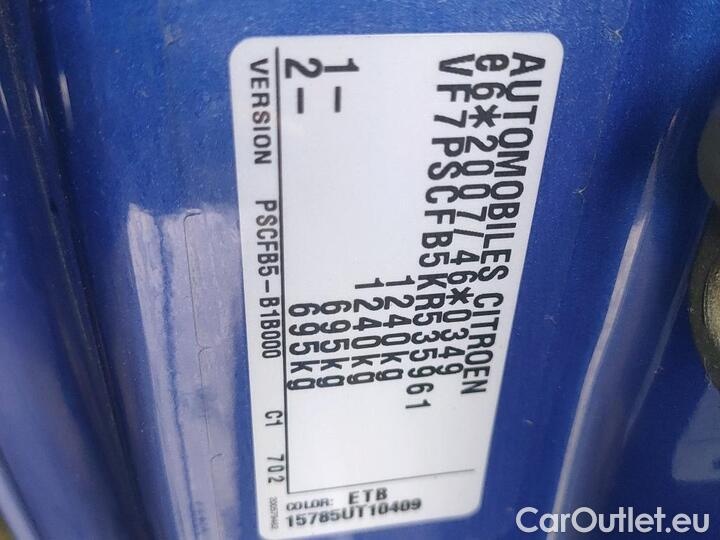 AUTOMOBILES CITROEN
e6*2007/46*0349
VF7PSCFB5KR535961
1240kg
1240kg
1– 695kg
2– 695kg
VERSION PSCFB5-B1B000 C1 702
COLOR: ETB
15785UT10409
CarOutlet.eu